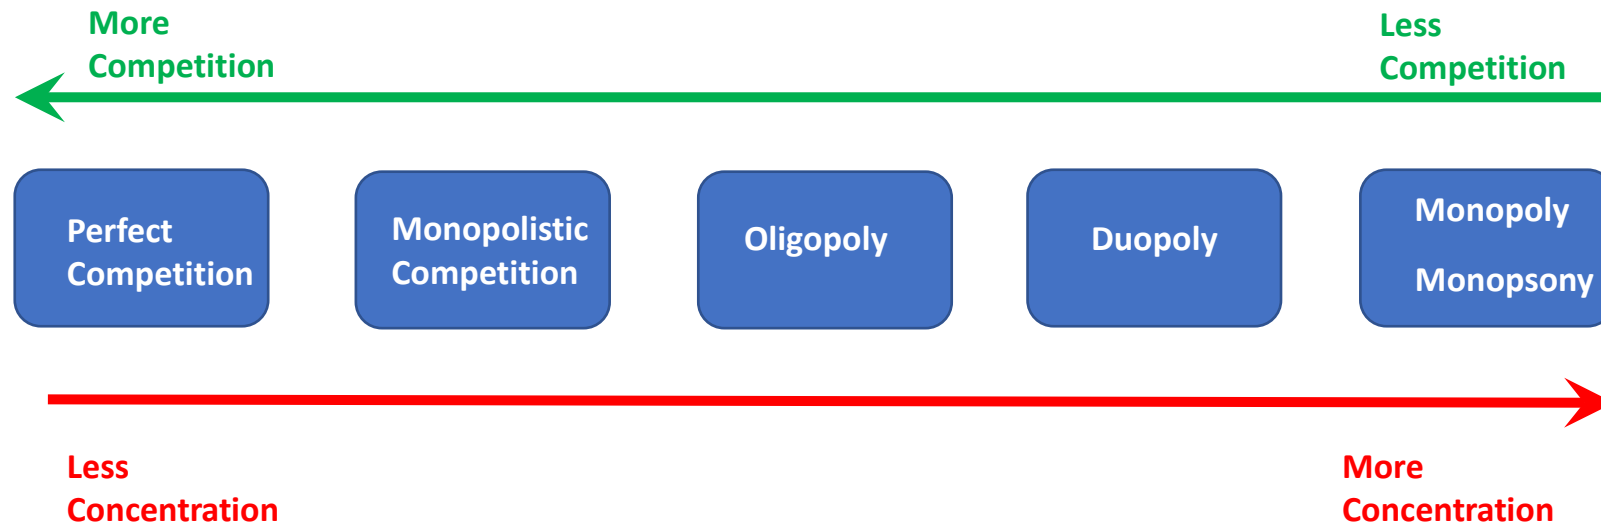 More
Competition
Less
Competition
Perfect
Competition
Monopolistic
Competition
Oligopoly
Duopoly
Monopoly
Monopsony
Less
Concentration
More
Concentration